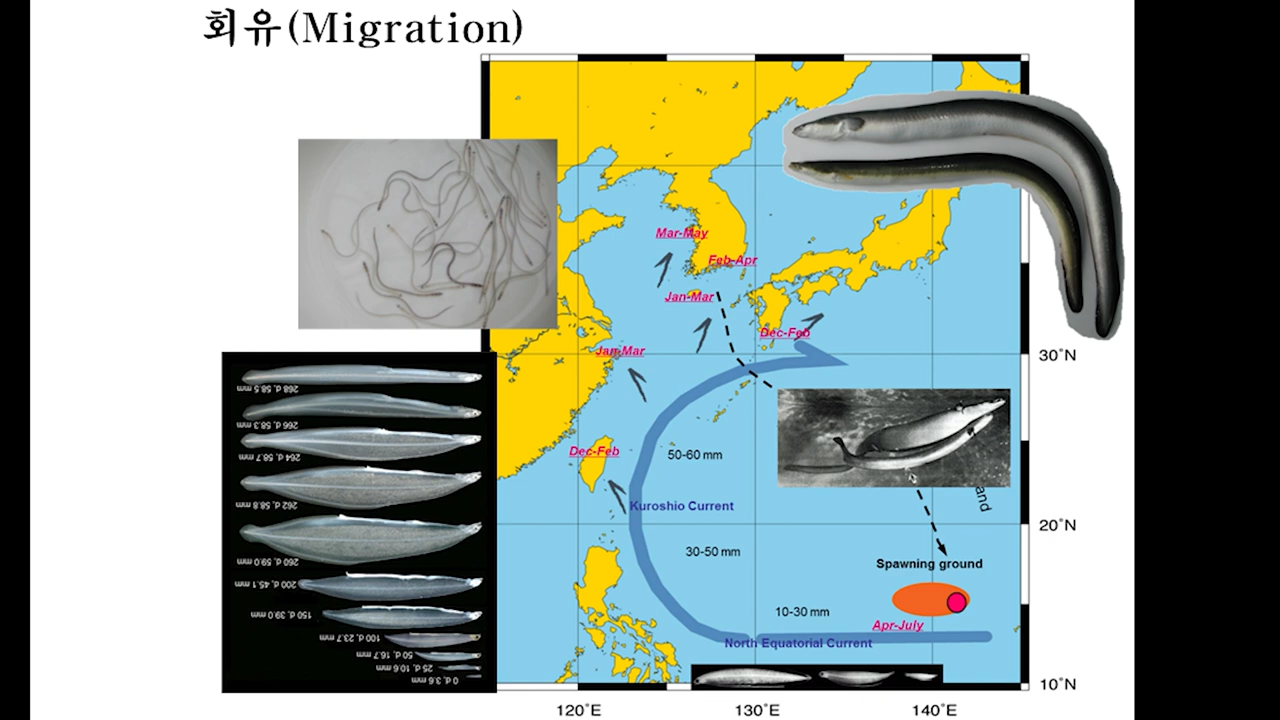 회유(Migration)
Mar-May
Feb-Apr
Jan-Mar
Dec-Feb
Jan-Mar
30°N
268 d, 58.5 mm
266 d, 58.3 mm
264 d, 58.7 mm
262 d, 58.8 mm
260 d, 59.0 mm
200 d, 45.1 mm
150 d, 39.0 mm
100 d, 23.7 mm
50 d, 16.7 mm
25 d, 10.6 mm
0 d, 3.6 mm
Dec-Feb
50-60 mm
Kuroshio Current
and
20°N
30-50 mm
Spawning ground
10-30 mm
Apr-July
North Equatorial Current
10°N
120°E
130°E
140°E